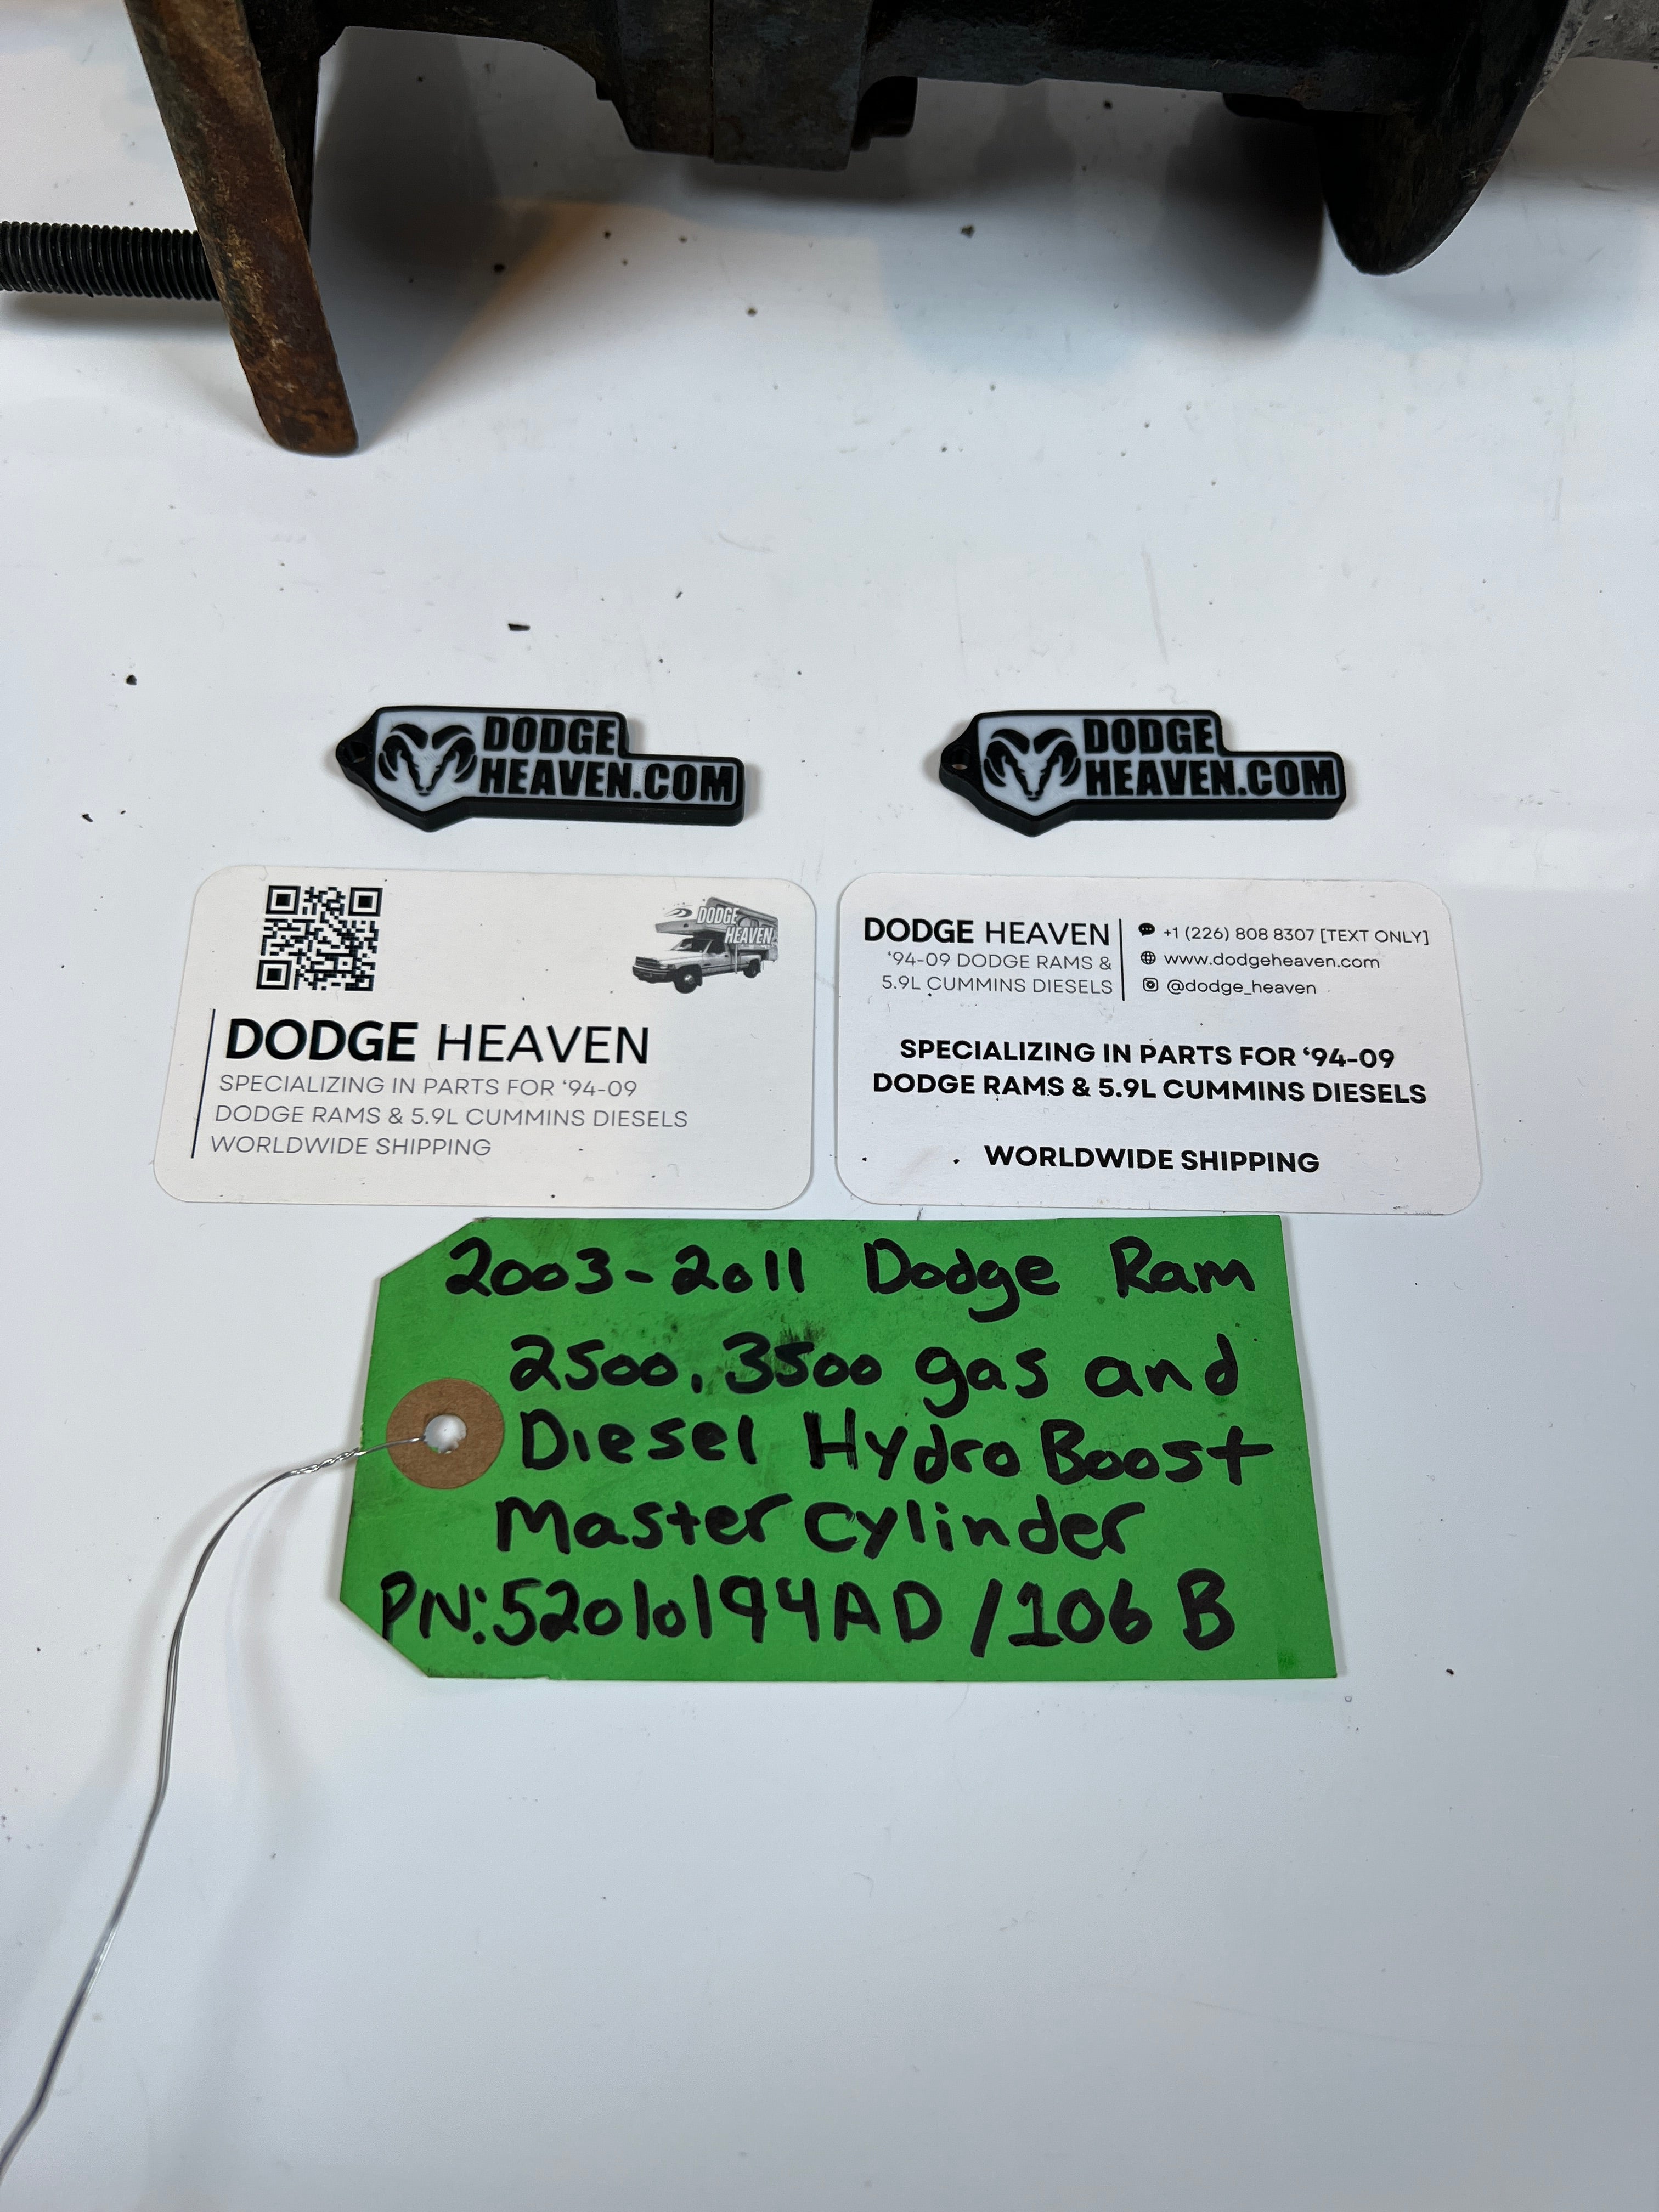 DODGE
HEAVEN.COM
DODGE
HEAVEN.COM
DODGE
HEAVEN
DODGE HEAVEN
SPECIALIZING IN PARTS FOR ‘94-09
DODGE RAMS & 5.9L CUMMINS DIESELS
WORLDWIDE SHIPPING
DODGE HEAVEN
‘94-09 DODGE RAMS &
5.9L CUMMINS DIESELS
+1 (226) 808 8307 [TEXT ONLY]
www.dodgeheaven.com
@dodge_heaven
SPECIALIZING IN PARTS FOR ‘94-09
DODGE RAMS & 5.9L CUMMINS DIESELS
WORLDWIDE SHIPPING
2003-2011 Dodge Ram
2500, 3500 gas and
Diesel Hydro Boost
Master Cylinder
PN:52010194AD /106 B